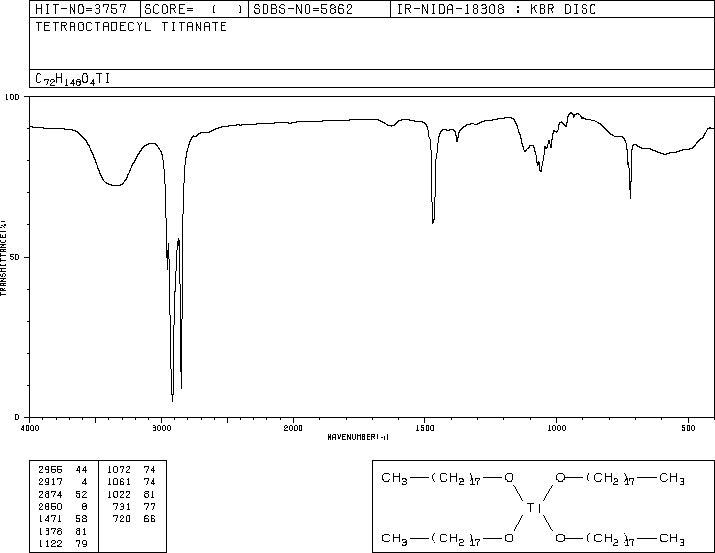 HIT-NO=3757 SCORE= ( ) SDBS-NO=5862 IR-NIDA-18308 : KBR DISC
TETRAOCTADECYL TITANATE
C72H148O4TI
100
50
0
TRANSMITTANCE(%)
4000 3000 2000 1500 1000 500
WAVENUMBER(-1)
2956 44 1072 74
2917 4 1061 74
2874 52 1022 81
2850 8 731 77
1471 58 720 66
1378 81
1122 79
CH3—(CH2)17—O O—(CH2)17—CH3
TI
CH3—(CH2)17—O O—(CH2)17—CH3